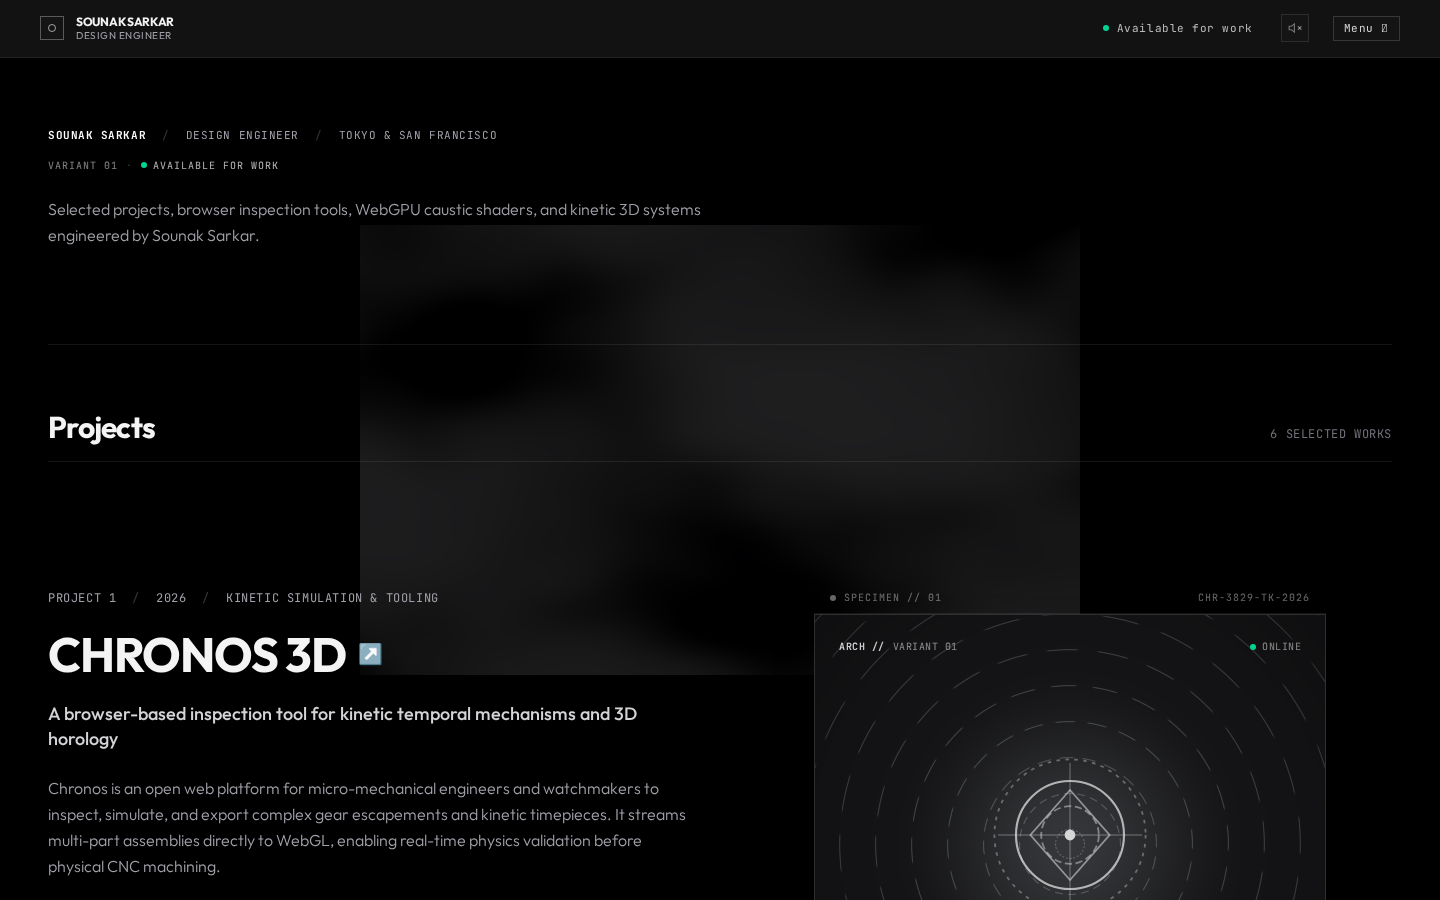 SOUNAK SARKAR
DESIGN ENGINEER
Available for work
Menu
SOUNAK SARKAR / DESIGN ENGINEER / TOKYO & SAN FRANCISCO
VARIANT 01 · AVAILABLE FOR WORK
Selected projects, browser inspection tools, WebGPU caustic shaders, and kinetic 3D systems
engineered by Sounak Sarkar.
Projects
6 SELECTED WORKS
PROJECT 1 / 2026 / KINETIC SIMULATION & TOOLING
CHRONOS 3D ↗
A browser-based inspection tool for kinetic temporal mechanisms and 3D
horology
Chronos is an open web platform for micro-mechanical engineers and watchmakers to
inspect, simulate, and export complex gear escapements and kinetic timepieces. It streams
multi-part assemblies directly to WebGL, enabling real-time physics validation before
physical CNC machining.
SPECIMEN // 01
CHR-3829-TK-2026
ARCH // VARIANT 01
ONLINE